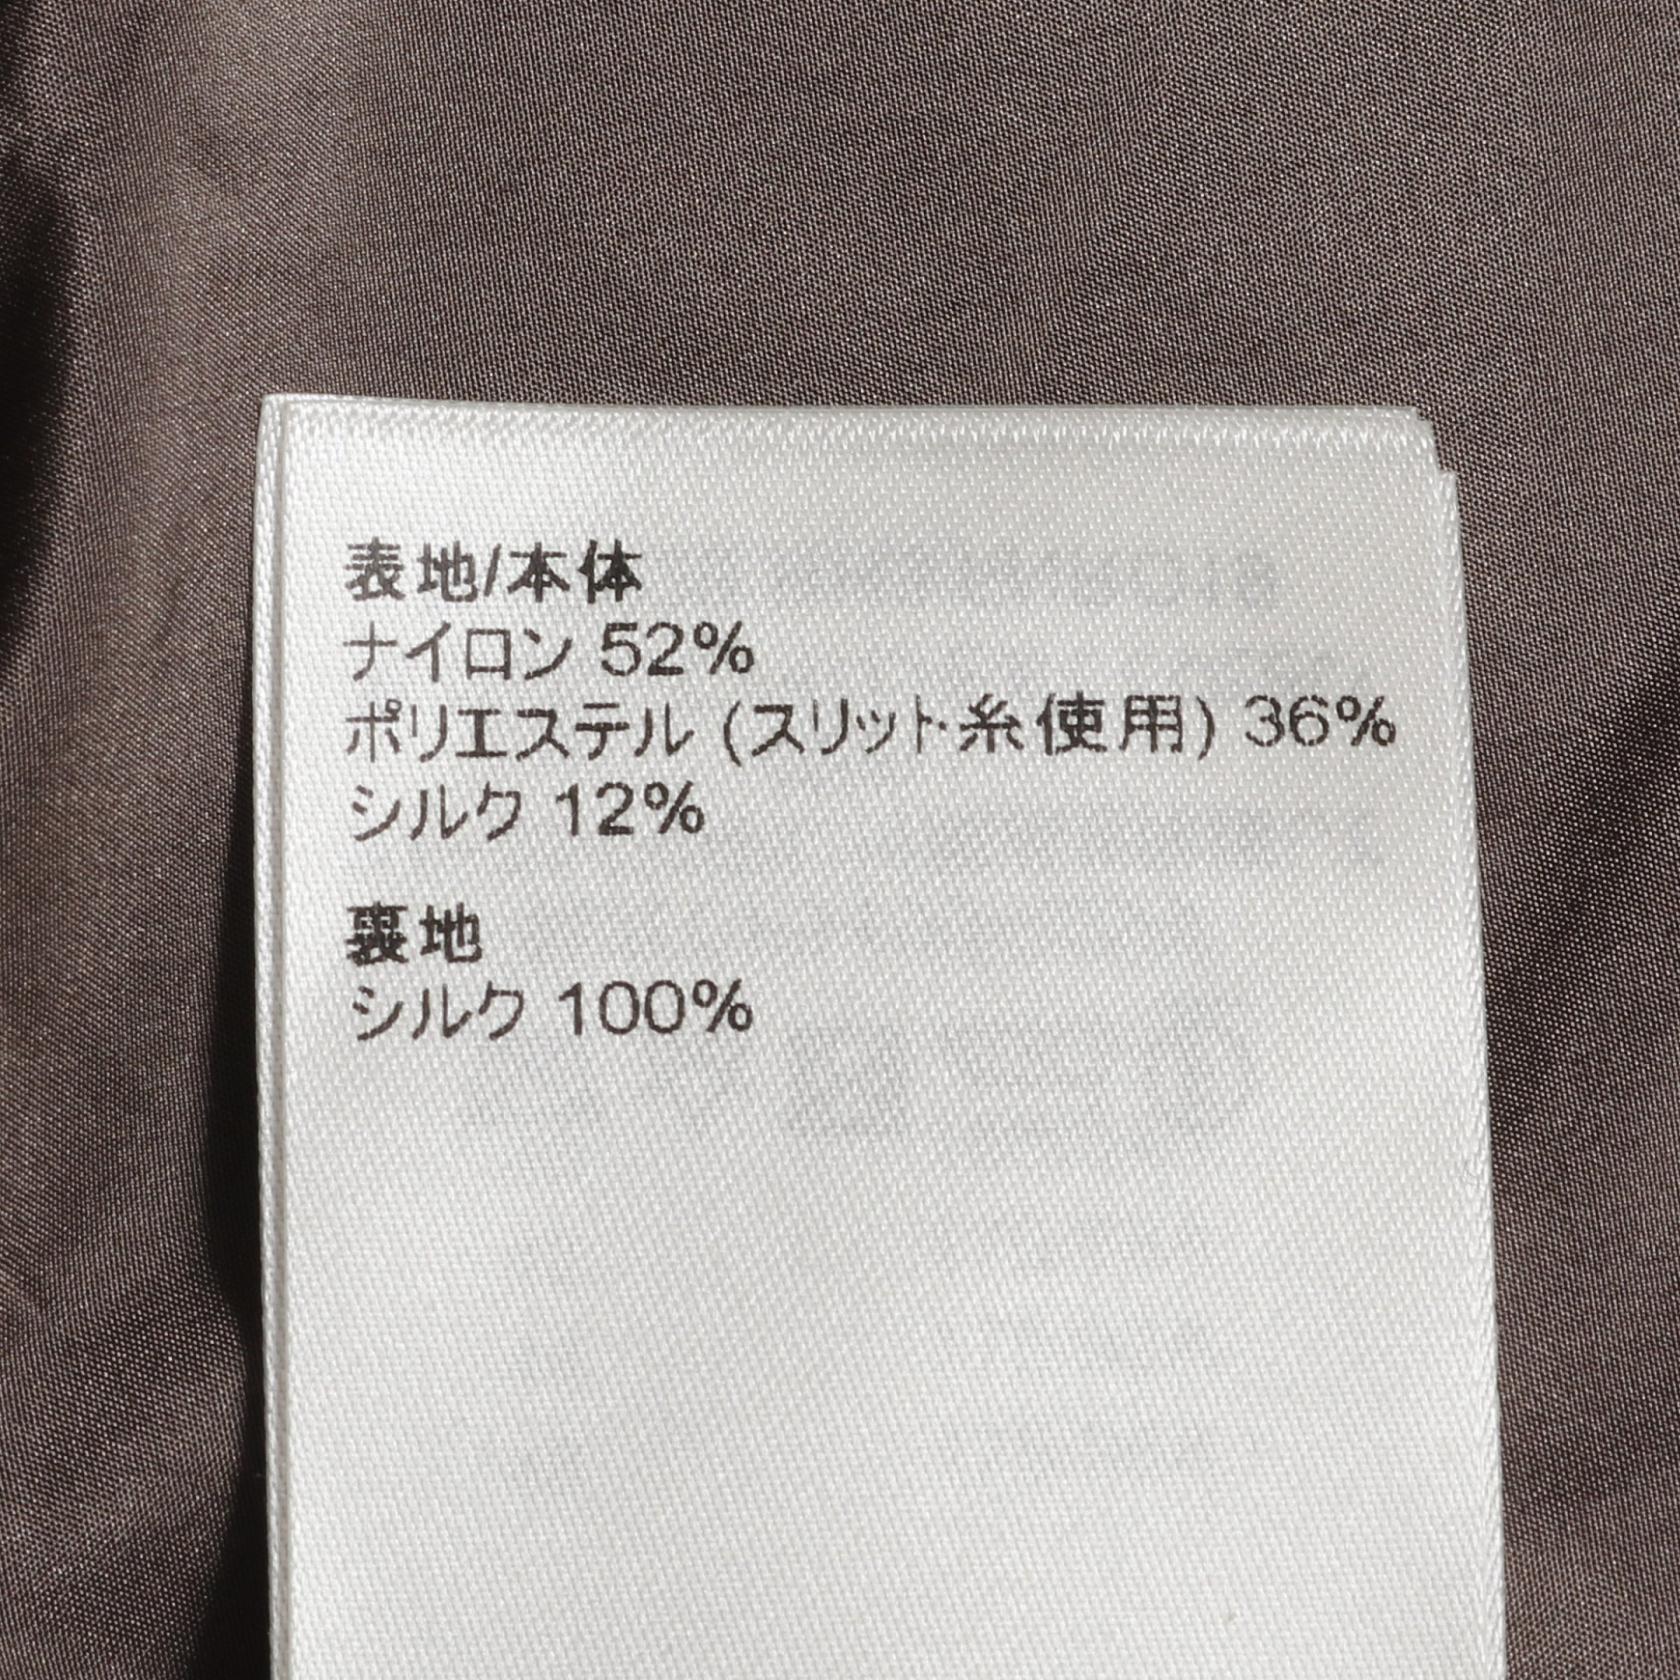 表地/本体
ナイロン 52%
ポリエステル (スリット糸使用) 36%
シルク 12%
裏地
シルク 100%